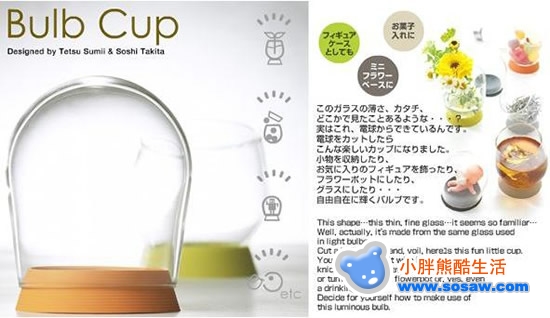 Bulb Cup
Designed by Tetsu Sumii & Soshi Takita
etc
フィギュア
ケース
としても
お菓子
入れに
ミニ
フラワー
ベースに
このガラスの薄さ、カタチ、
どこかで見たことあるような・・・?
実はこれ、電球からできているんです。
電球をカットしたら
こんな楽しいカップになりました。
小物を収納したり、
お気に入りのフィギュアを飾ったり、
フラワーポットにしたり、
グラスにしたり・・・
自由自在に輝くバルブです。
This shape…this thin, fine glass…it seems so familiar…
Well, actually, it's made from the same glass used
in light bulb
Cut a and, voil, here3s this fun little cup.
You
knic
or turn flowerpot or, yes, even
a drinkin
Decide for yourself how to make use of
this luminous bulb.
小胖熊酷生活
www.sosaw.com